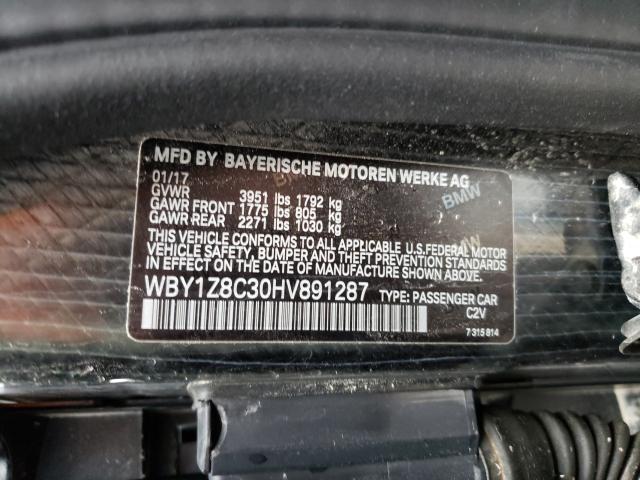 MFD BY BAYERISCHE MOTOREN WERKE AG
01/17
GVWR 3951 lbs 1792 kg
GAWR FRONT 1775 lbs 805 kg
GAWR REAR 2271 lbs 1030 kg
THIS VEHICLE CONFORMS TO ALL APPLICABLE U.S.FEDERAL MOTOR
VEHICLE SAFETY, BUMPER AND THEFT PREVENTION
STANDARDS IN EFFECT ON THE DATE OF MANUFACTURE SHOWN ABOVE.
WBY1Z8C30HV891287 TYPE: PASSENGER CAR
C2V
7 315 814
BMW
BMW
BMW